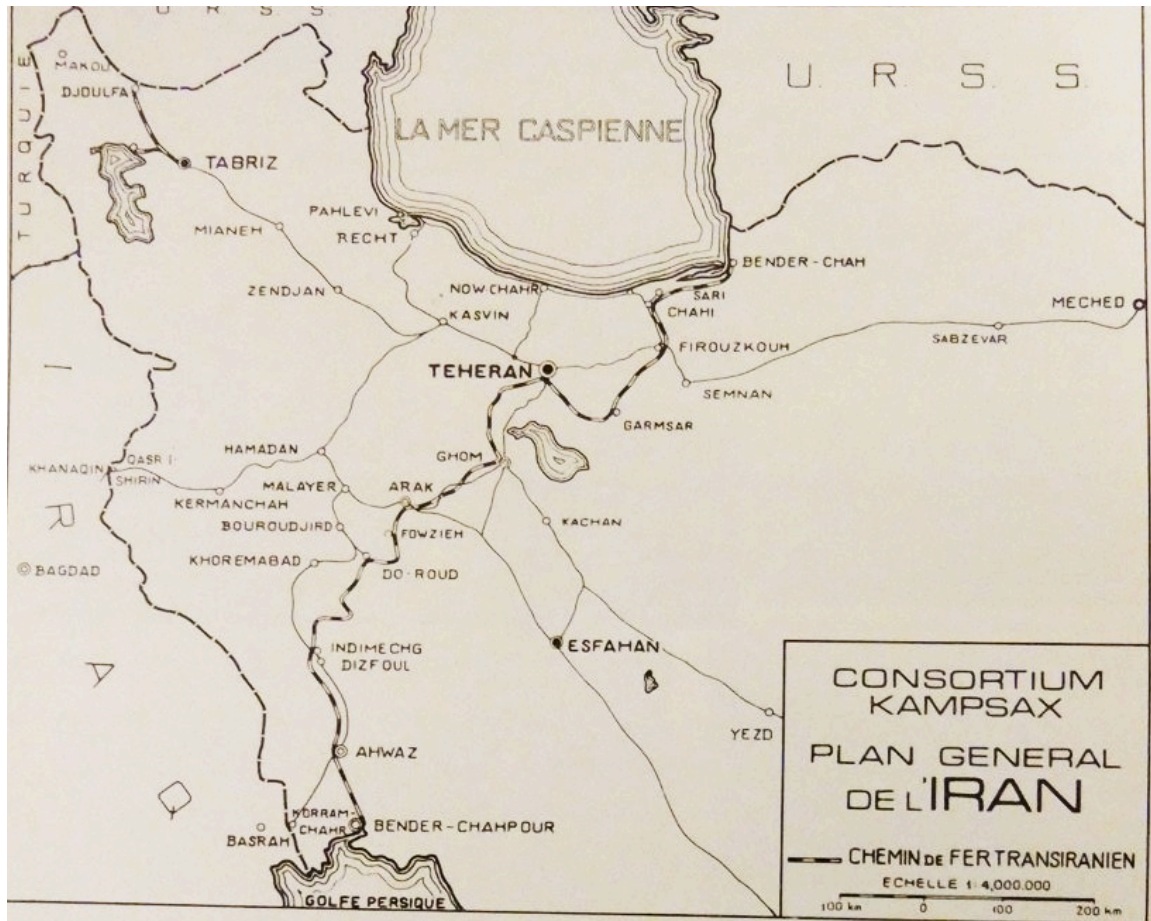 U. R. S. S.
MAKOU
DJOULFA
TURQUIE
LA MER CASPIENNE
U. R. S. S.
TABRIZ
PAHLEVI
RECHT
MIANEH
ZENDJAN
NOWCHAHR
BENDER-CHAH
SARI
CHAHI
KASVIN
MECHED
SABZEVAR
FIROUZKOUH
TEHERAN
SEMNAN
GARMSAR
HAMADAN
GHOM
KHANAQIN
QASR I-
SHIRIN
KERMANCHAH
MALAYER
ARAK
BOUROUDJIRD
FOWZIEH
KACHAN
KHOREMABAD
DO-ROUD
BAGDAD
IRAQ
INDIMECHG
DIZFOUL
ESFAHAN
YEZD
AHWAZ
KORRAM-
CHAHR
BASRAH
BENDER-CHAHPOUR
GOLFE PERSIQUE
CONSORTIUM
KAMPSAX
PLAN GENERAL
DE L'IRAN
CHEMIN DE FER TRANSIRANIEN
ECHELLE 1:4,000.000
100 km 0 100 200 km